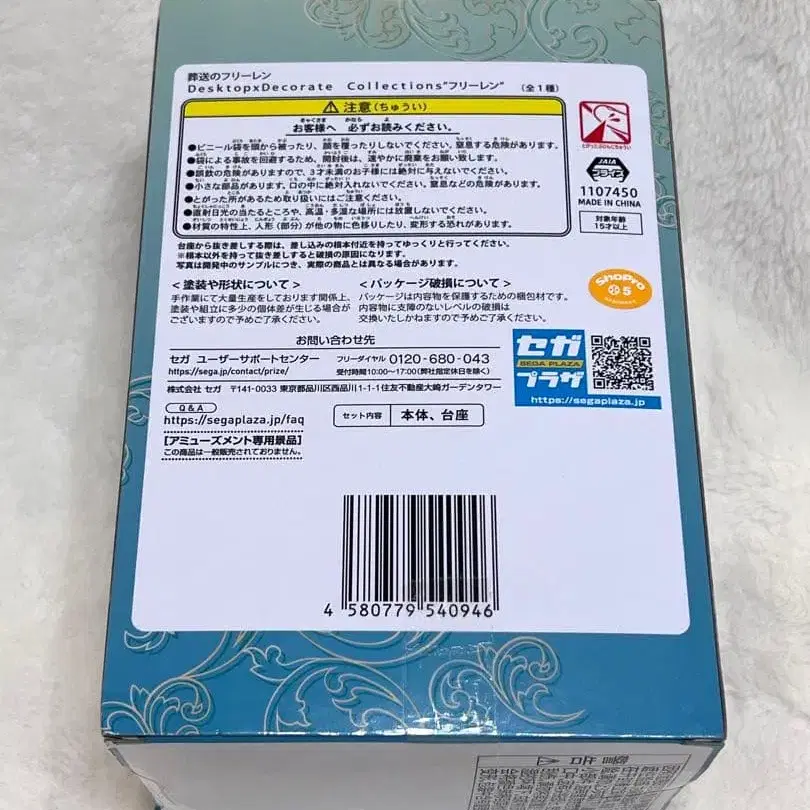 葬送のフリーレン
DesktopxDecorate Collections"フリーレン" (全1種)
注意(ちゅうい)
お客様へ 必ずお読みください。
●ビニール袋を頭から被ったり、顔を覆ったりしないでください。窒息する危険があります。
●袋による事故を回避するため、開封後は、速やかに廃棄をお願い致します。
●誤飲の危険がありますので、3才未満のお子様には絶対に与えないでください。
●小さな部品があります。口の中に絶対入れないでください。窒息などの危険があります。
●とがった所があるため取り扱いにはご注意ください。
●直射日光の当たるところや、高温・多湿な場所には放置しないでください。
●材質の特性上、人形(部分)が他の物に色移りしたり、変形する恐れがあります。
とがったぶひんにちゅうい
JAIA
プライズ
1107450
MADE IN CHINA
対象年齢
15才以上
台座から抜き差しする際は、差し込みの根本付近を持ってゆっくりと行ってください。
※根本以外を持って抜き差しすると破損の原因になります。
写真は開発中のサンプルにつき、実際の商品とは異なる場合があります。
<塗装や形状について>
手作業にて大量生産をしております関係上、
塗装や組立に多少の個体差が生じる場合が
ございますので予めご了承ください。
<パッケージ破損について>
パッケージは内容物を保護するための梱包材です。
内容物に支障のないレベルの破損は
交換いたしかねますので予めご了承ください。
ShoPro
5
お問い合わせ先
セガ ユーザーサポートセンター
https://sega.jp/contact/prize/
フリーダイヤル 0120-680-043
受付時間10:00~17:00(弊社指定休日を除く)
株式会社 セガ 〒141-0033 東京都品川区西品川1-1-1住友不動産大崎ガーデンタワー
セガ
SEGA PLAZA
プラザ
https://segaplaza.jp/
Q&A
https://segaplaza.jp/faq
セット内容 本体、台座
【アミューズメント専用景品】
この商品は一般販売されておりません。
4 580779 540946
警告